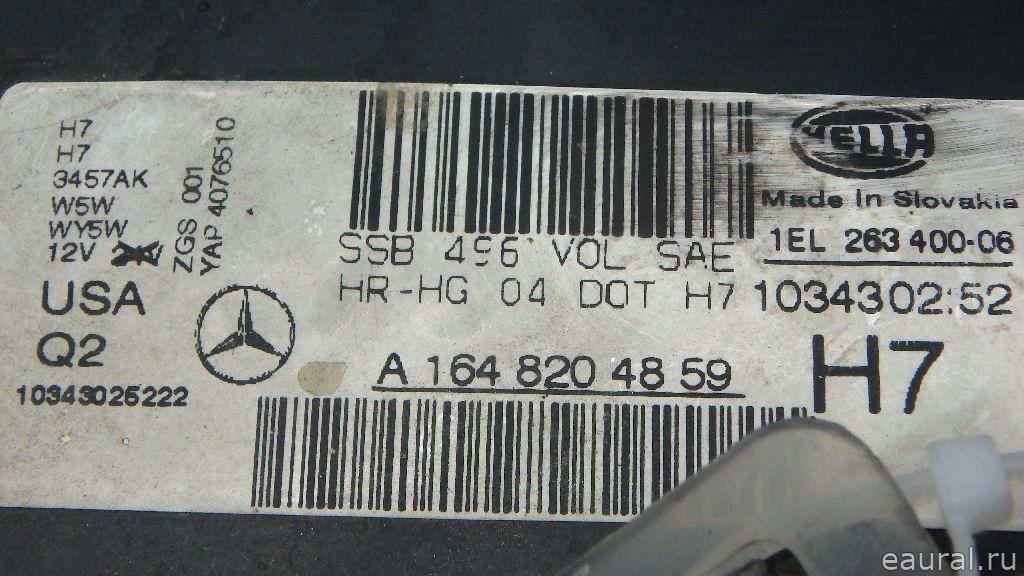 H7
H7
3457AK
W5W
WY5W
12V
ZGS 001
YAP 40765510
USA
Q2
10343025222
SSB 496 VOL SAE
HR-HG 04 DOT H7
A 164 820 48 59
HELLA
Made In Slovakia
1EL 263 400-06
1034302:52
H7
eaural.ru